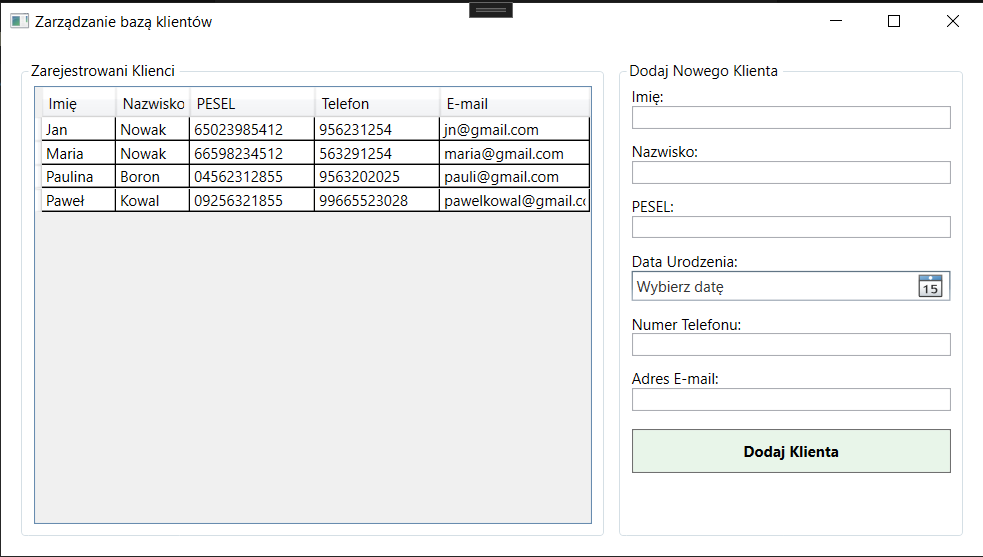 Zarządzanie bazą klientów
Zarejestrowani Klienci
Imię Nazwisko PESEL Telefon E-mail
Jan Nowak 65023985412 956231254 jn@gmail.com
Maria Nowak 66598234512 563291254 maria@gmail.com
Paulina Boron 04562312855 9563202025 pauli@gmail.com
Paweł Kowal 09256321855 99665523028 pawelkowal@gmail.co
Dodaj Nowego Klienta
Imię:
Nazwisko:
PESEL:
Data Urodzenia:
Wybierz datę 15
Numer Telefonu:
Adres E-mail:
Dodaj Klienta